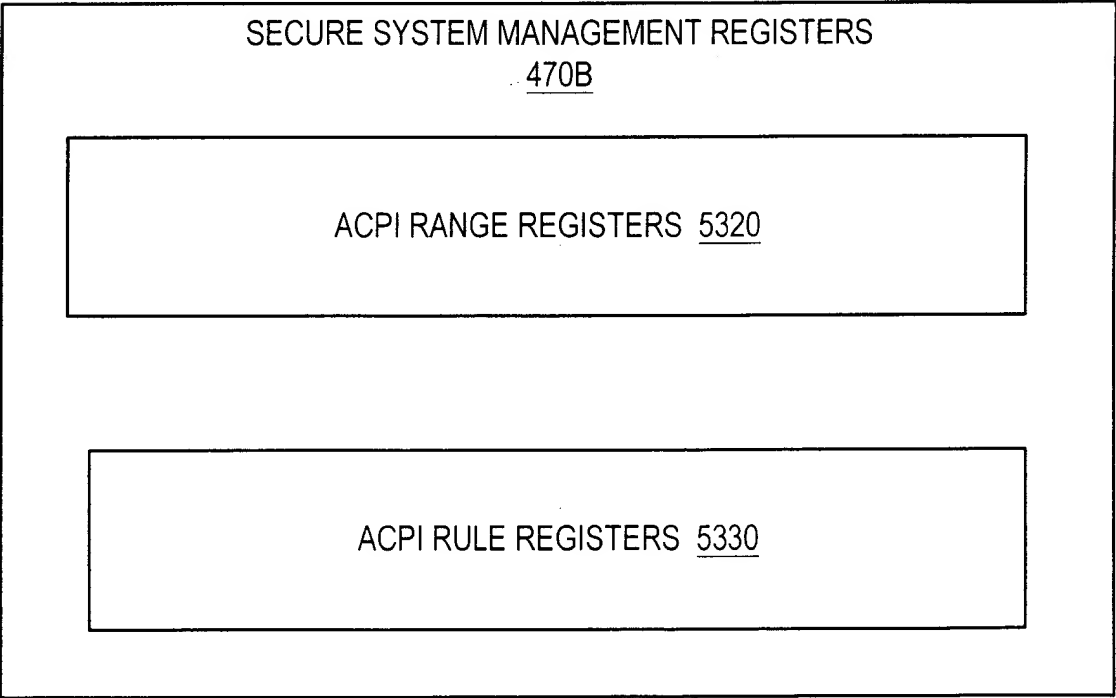 SECURE SYSTEM MANAGEMENT REGISTERS
470B
ACPI RANGE REGISTERS 5320
ACPI RULE REGISTERS 5330